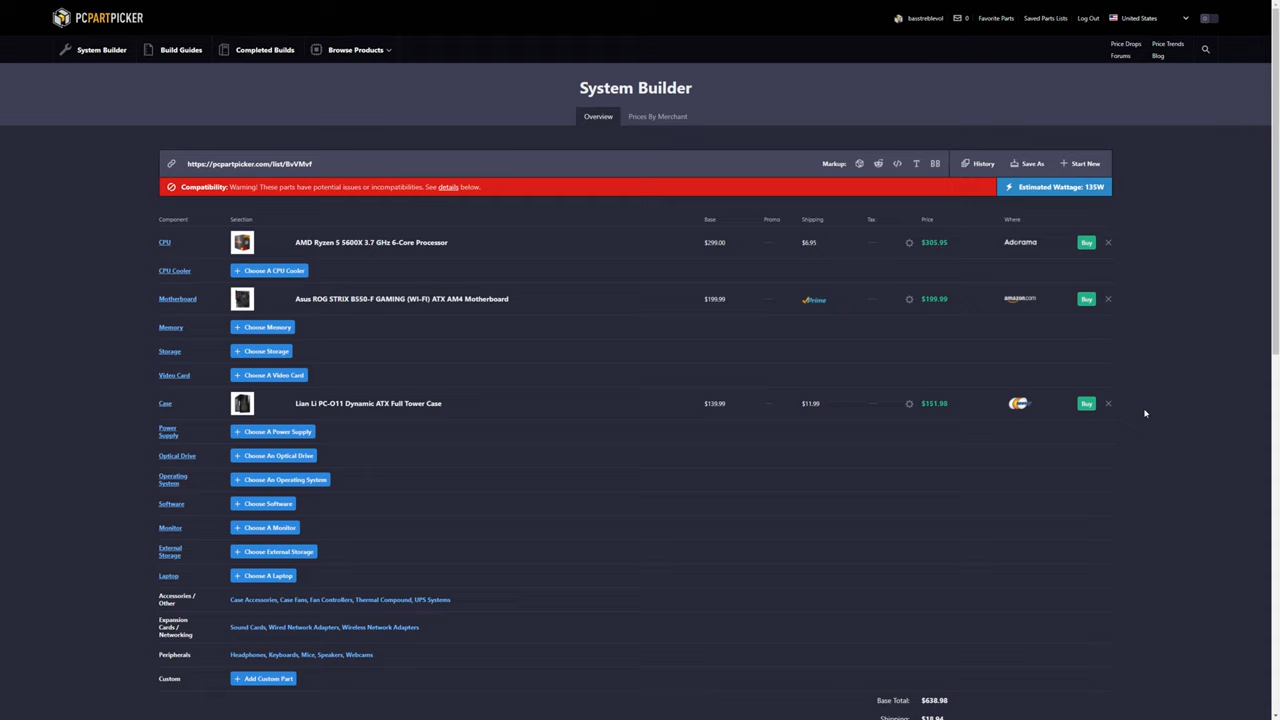 PCPARTPICKER
basstreblevol 0 Favorite Parts Saved Parts Lists Log Out United States
System Builder Build Guides Completed Builds Browse Products
Price Drops Price Trends
Forums Blog
System Builder
Overview Prices By Merchant
https://pcpartpicker.com/list/BvVMvf Markup: History Save As + Start New
Compatibility: Warning! These parts have potential issues or incompatibilities. See details below. Estimated Wattage: 135W
Component Selection Base Promo Shipping Tax Price Where
CPU AMD Ryzen 5 5600X 3.7 GHz 6-Core Processor $299.00 — $6.95 — $305.95 Adorama Buy
CPU Cooler + Choose A CPU Cooler
Motherboard Asus ROG STRIX B550-F GAMING (WI-FI) ATX AM4 Motherboard $199.99 — Prime — $199.99 amazon.com Buy
Memory + Choose Memory
Storage + Choose Storage
Video Card + Choose A Video Card
Case Lian Li PC-O11 Dynamic ATX Full Tower Case $139.99 — $11.99 — $151.98 Buy
Power
Supply + Choose A Power Supply
Optical Drive + Choose An Optical Drive
Operating
System + Choose An Operating System
Software + Choose Software
Monitor + Choose A Monitor
External
Storage + Choose External Storage
Laptop + Choose A Laptop
Accessories /
Other Case Accessories, Case Fans, Fan Controllers, Thermal Compound, UPS Systems
Expansion
Cards /
Networking Sound Cards, Wired Network Adapters, Wireless Network Adapters
Peripherals Headphones, Keyboards, Mice, Speakers, Webcams
Custom + Add Custom Part
Base Total: $638.98
Shipping: $18.94